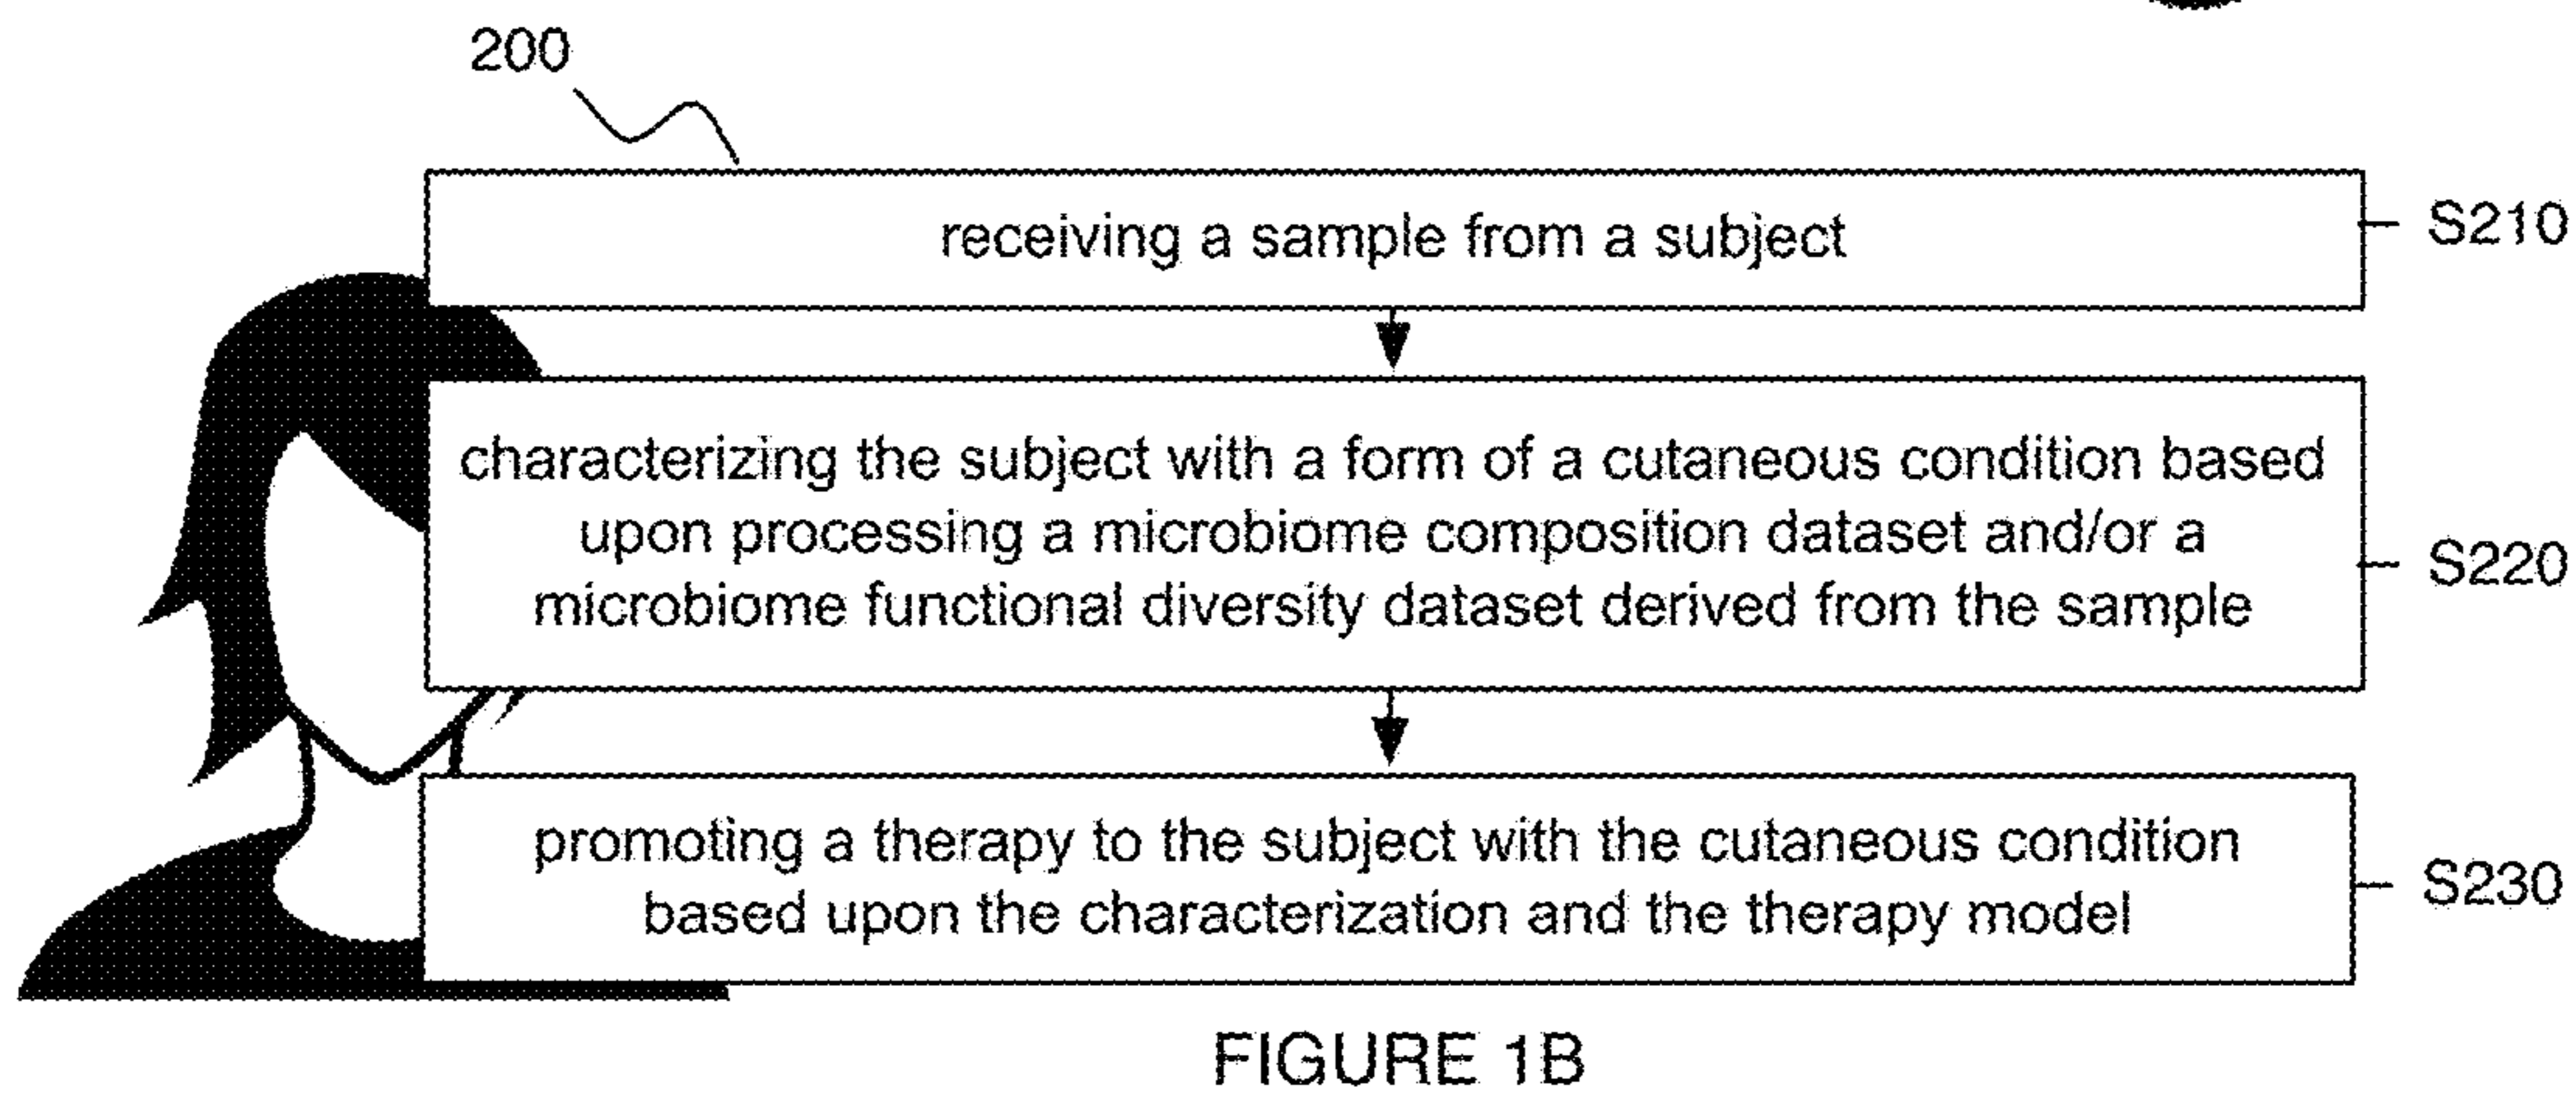 200
receiving a sample from a subject
S210
characterizing the subject with a form of a cutaneous condition based
upon processing a microbiome composition dataset and/or a
microbiome functional diversity dataset derived from the sample
S220
promoting a therapy to the subject with the cutaneous condition
based upon the characterization and the therapy model
S230
FIGURE 1B